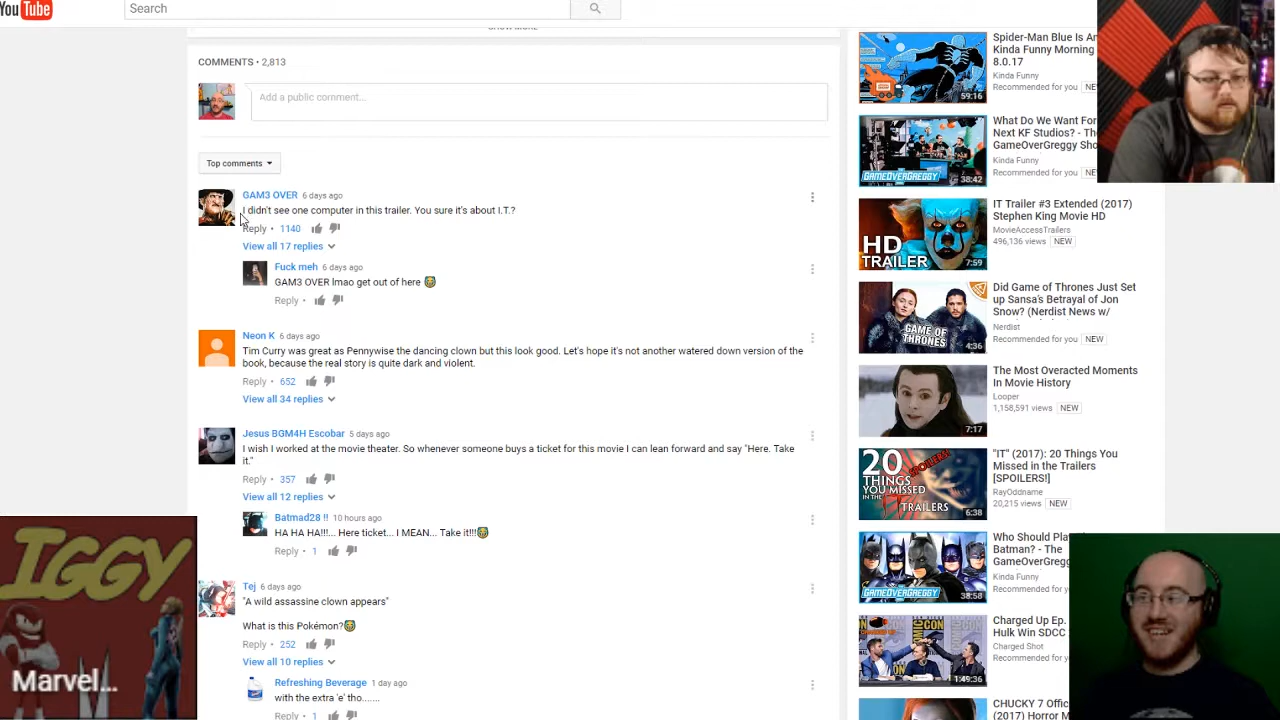 YouTube
Search
SHOW MORE
COMMENTS • 2,813
Add a public comment...
Top comments
GAM3 OVER 6 days ago
I didn't see one computer in this trailer. You sure it's about I.T.?
Reply • 1140
View all 17 replies
Fuck meh 6 days ago
GAM3 OVER lmao get out of here
Reply •
Neon K 6 days ago
Tim Curry was great as Pennywise the dancing clown but this look good. Let's hope it's not another watered down version of the
book, because the real story is quite dark and violent.
Reply • 652
View all 34 replies
Jesus BGM4H Escobar 5 days ago
I wish I worked at the movie theater. So whenever someone buys a ticket for this movie I can lean forward and say "Here. Take
it."
Reply • 357
View all 12 replies
Batmad28 !! 10 hours ago
HA HA HA!!!... Here ticket... I MEAN... Take it!!!
Reply • 1
Tej 6 days ago
"A wild assassine clown appears"
What is this Pokémon?
Reply • 252
View all 10 replies
Refreshing Beverage 1 day ago
with the extra 'e' tho.......
Reply • 1
IGGY
Marvel...
59:16
Spider-Man Blue Is An
Kinda Funny Morning
8.0.17
Kinda Funny
Recommended for you NE
GAMEOVERGREGGY
38:42
What Do We Want For
Next KF Studios? - Th
GameOverGreggy Sho
Kinda Funny
Recommended for you NE
HD
TRAILER
7:59
IT Trailer #3 Extended (2017)
Stephen King Movie HD
MovieAccessTrailers
496,136 views NEW
GAME OF
THRONES
4:36
Did Game of Thrones Just Set
up Sansa's Betrayal of Jon
Snow? (Nerdist News w/
Nerdist
Recommended for you NEW
7:17
The Most Overacted Moments
In Movie History
Looper
1,158,591 views NEW
20 SPOILERS!
THINGS YOU
MISSED
IN THE IT TRAILERS
6:38
"IT" (2017): 20 Things You
Missed in the Trailers
[SPOILERS!]
RayOddname
20,215 views NEW
GAMEOVERGREGGY
38:58
Who Should Pla
Batman? - The
GameOverGregg
Kinda Funny
Recommended fo
COMIC CON
1:49:36
Charged Up Ep.
Hulk Win SDCC
Charged Shot
Recommended fo
CHUCKY 7 Offic
(2017) Horror M